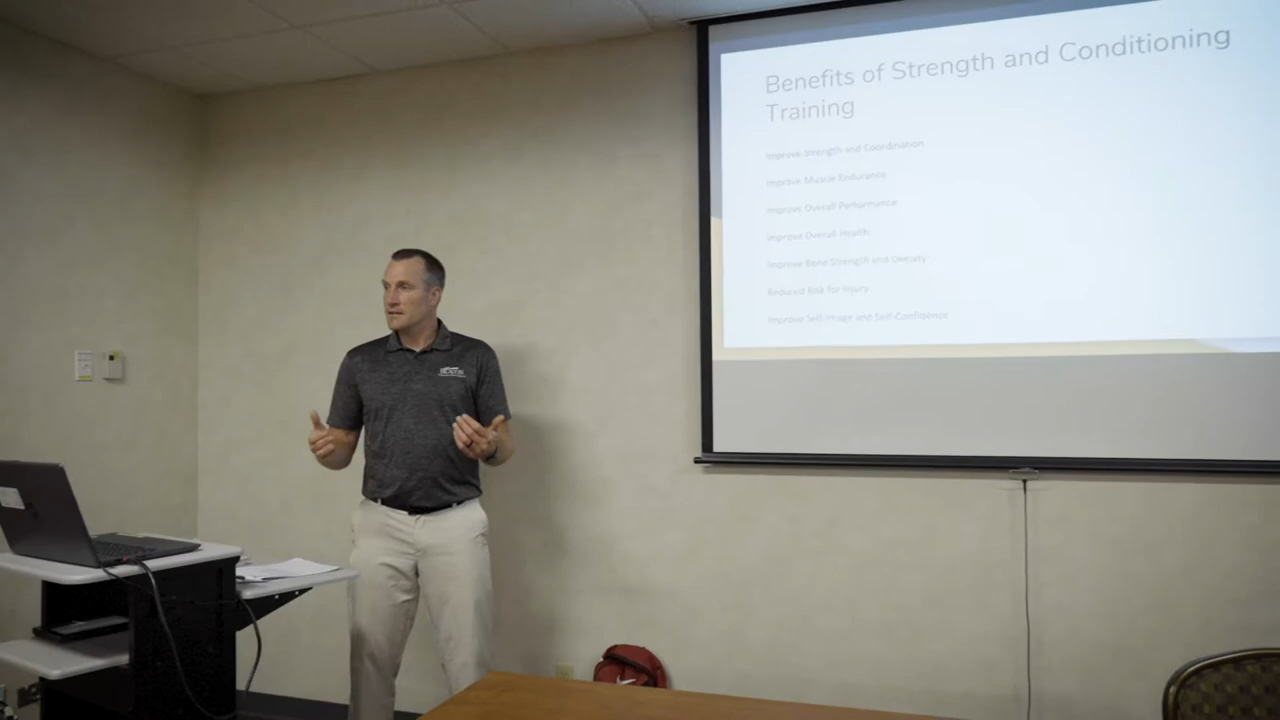 Benefits of Strength and Conditioning
Training
Improve Strength and Coordination
Improve Muscle Endurance
Improve Overall Performance
Improve Overall Health
Improve Bone Strength and Density
Reduced Risk for Injury
Improve Self-Image and Self-Confidence
BEACON